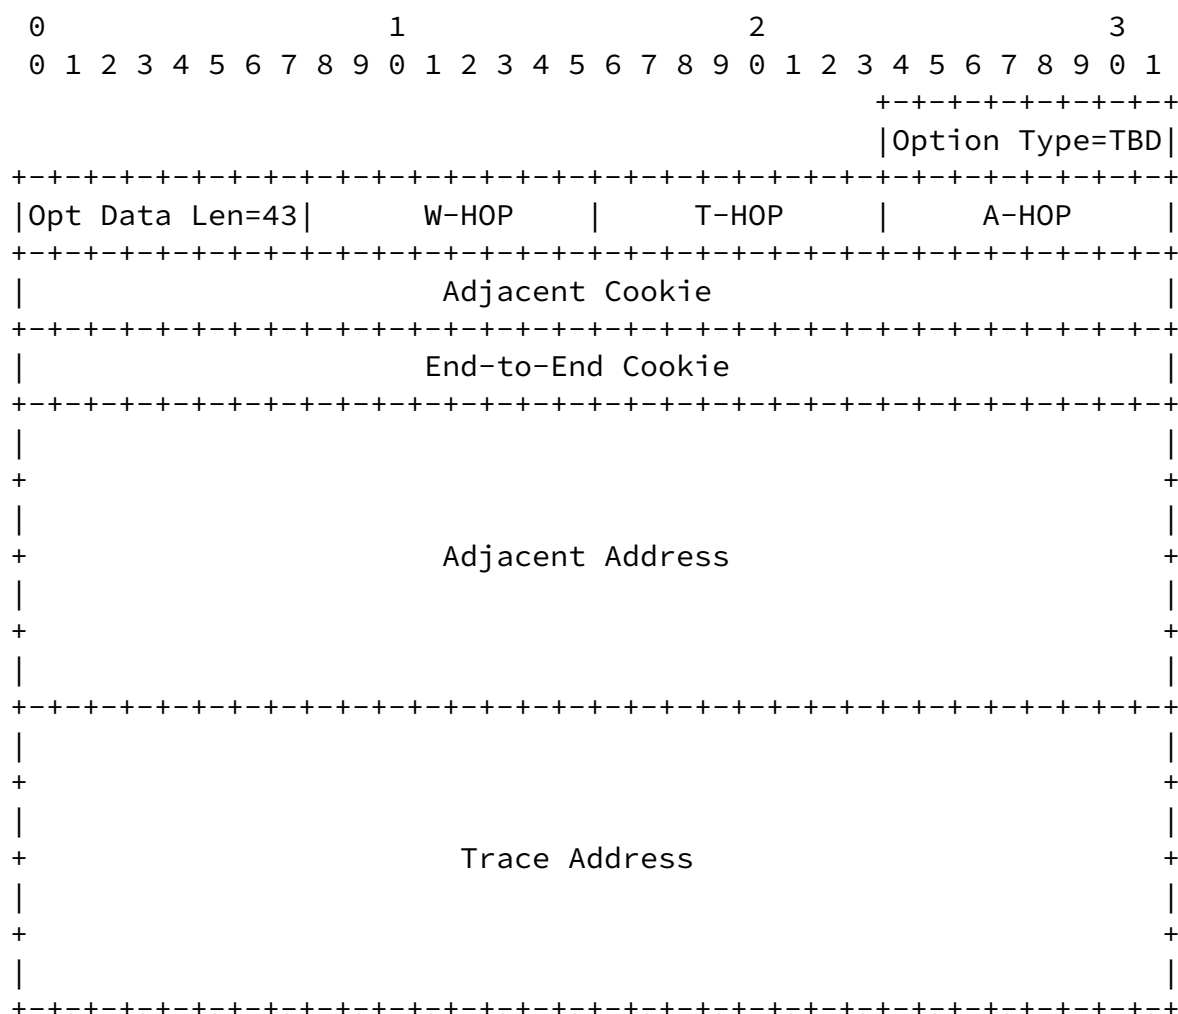 0                   1                   2                   3
 0 1 2 3 4 5 6 7 8 9 0 1 2 3 4 5 6 7 8 9 0 1 2 3 4 5 6 7 8 9 0 1
                                                +-+-+-+-+-+-+-+-+
                                                |Option Type=TBD|
+-+-+-+-+-+-+-+-+-+-+-+-+-+-+-+-+-+-+-+-+-+-+-+-+-+-+-+-+-+-+-+-+
|Opt Data Len=43|      W-HOP    |     T-HOP     |     A-HOP     |
+-+-+-+-+-+-+-+-+-+-+-+-+-+-+-+-+-+-+-+-+-+-+-+-+-+-+-+-+-+-+-+-+
|                       Adjacent Cookie                         |
+-+-+-+-+-+-+-+-+-+-+-+-+-+-+-+-+-+-+-+-+-+-+-+-+-+-+-+-+-+-+-+-+
|                      End-to-End Cookie                        |
+-+-+-+-+-+-+-+-+-+-+-+-+-+-+-+-+-+-+-+-+-+-+-+-+-+-+-+-+-+-+-+-+
|                                                               |
+                                                               +
|                                                               |
+                       Adjacent Address                        +
|                                                               |
+                                                               +
|                                                               |
+-+-+-+-+-+-+-+-+-+-+-+-+-+-+-+-+-+-+-+-+-+-+-+-+-+-+-+-+-+-+-+-+
|                                                               |
+                                                               +
|                                                               |
+                        Trace Address                          +
|                                                               |
+                                                               +
|                                                               |
+-+-+-+-+-+-+-+-+-+-+-+-+-+-+-+-+-+-+-+-+-+-+-+-+-+-+-+-+-+-+-+-+